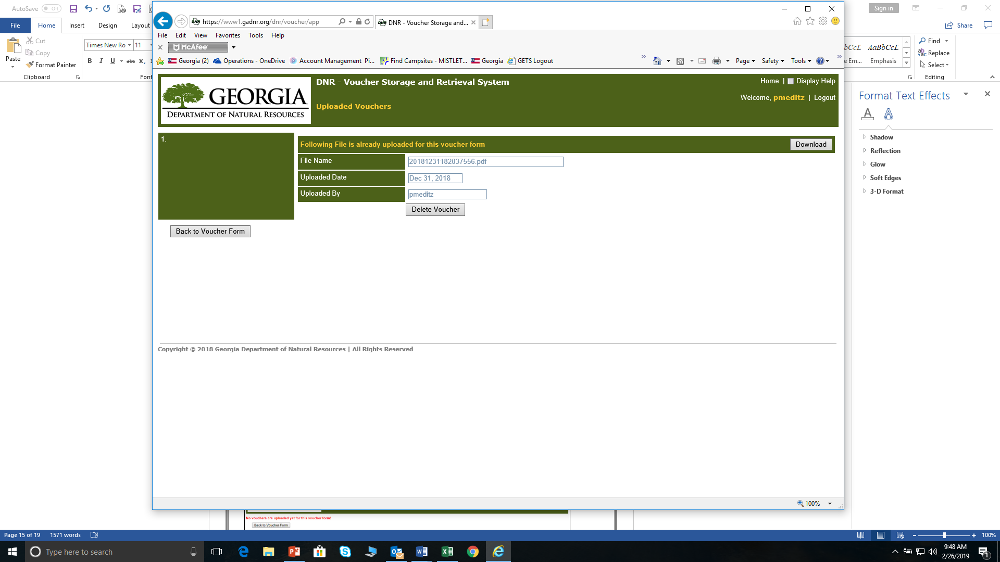 AutoSave Off
Sign in
File Home Insert Design Layout
Share
Cut
Copy
Paste
Format Painter
Clipboard
Times New Ro 11
B I U abc x₂
Font
Find
Replace
Select
Editing
AaBbCcL
e Em... Emphasis
https://www1.gadnr.org/dnr/voucher/app
DNR - Voucher Storage and...
File Edit View Favorites Tools Help
x McAfee
Georgia (2) Operations - OneDrive Account Management Pi... Find Campsites - MISTLET... Georgia GETS Logout
Page Safety Tools
GEORGIA
DEPARTMENT OF NATURAL RESOURCES
DNR - Voucher Storage and Retrieval System
Uploaded Vouchers
Home | Display Help
Welcome, pmeditz | Logout
1.
Following File is already uploaded for this voucher form
Download
File Name 20181231182037556.pdf
Uploaded Date Dec 31, 2018
Uploaded By pmeditz
Delete Voucher
Back to Voucher Form
Copyright © 2018 Georgia Department of Natural Resources | All Rights Reserved
100%
Format Text Effects
Shadow
Reflection
Glow
Soft Edges
3-D Format
No vouchers are uploaded yet for this voucher form!
Back to Voucher Form
Page 15 of 19 1571 words
100%
Type here to search
9:48 AM
2/26/2019
1